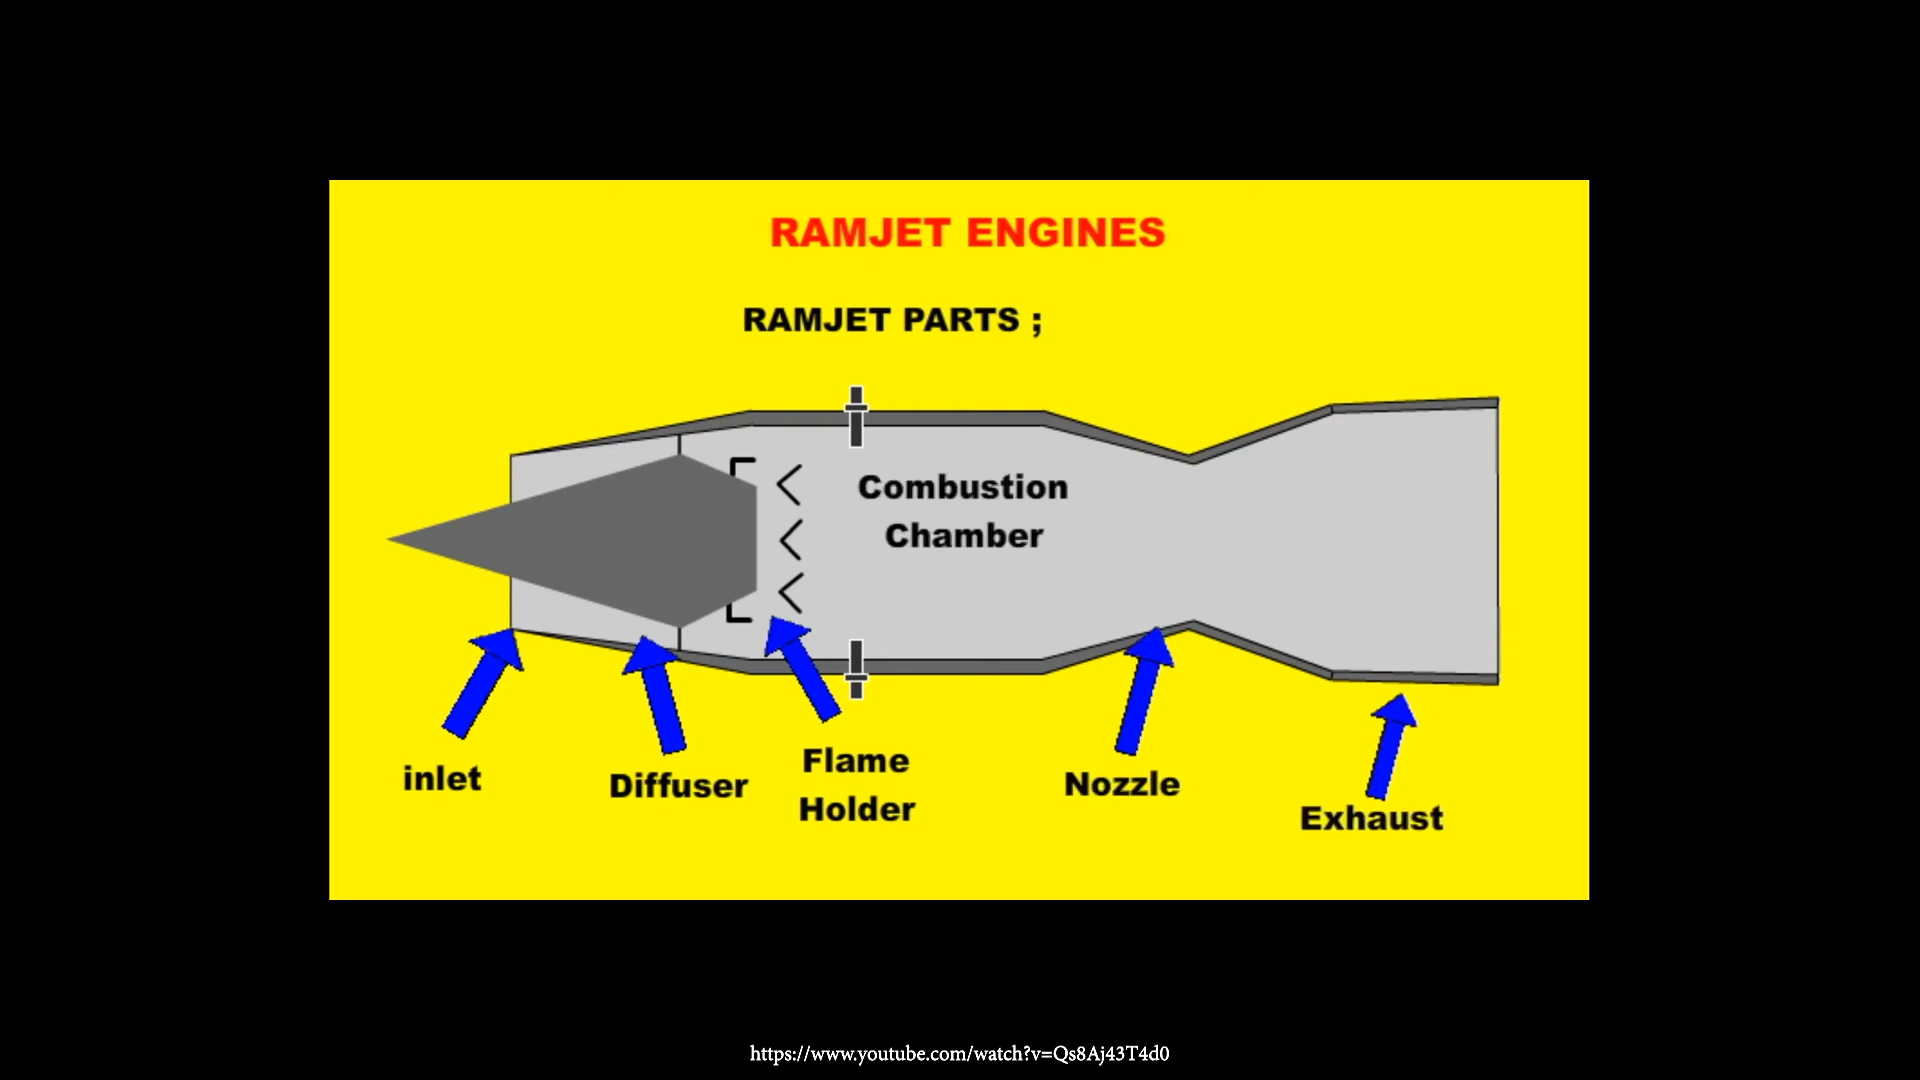 RAMJET ENGINES
RAMJET PARTS ;
Combustion
Chamber
inlet
Diffuser
Flame
Holder
Nozzle
Exhaust
https://www.youtube.com/watch?v=Qs8Aj43T4d0